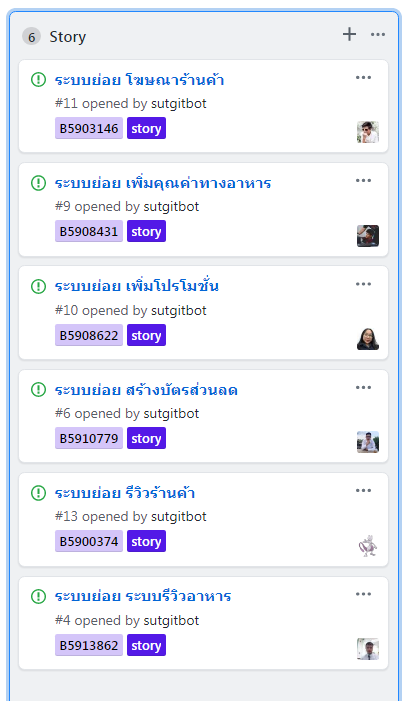 6 Story
ระบบย่อย โฆษณาร้านค้า
#11 opened by sutgitbot
B5903146 story
ระบบย่อย เพิ่มคุณค่าทางอาหาร
#9 opened by sutgitbot
B5908431 story
ระบบย่อย เพิ่มโปรโมชั่น
#10 opened by sutgitbot
B5908622 story
ระบบย่อย สร้างบัตรส่วนลด
#6 opened by sutgitbot
B5910779 story
ระบบย่อย รีวิวร้านค้า
#13 opened by sutgitbot
B5900374 story
ระบบย่อย ระบบรีวิวอาหาร
#4 opened by sutgitbot
B5913862 story